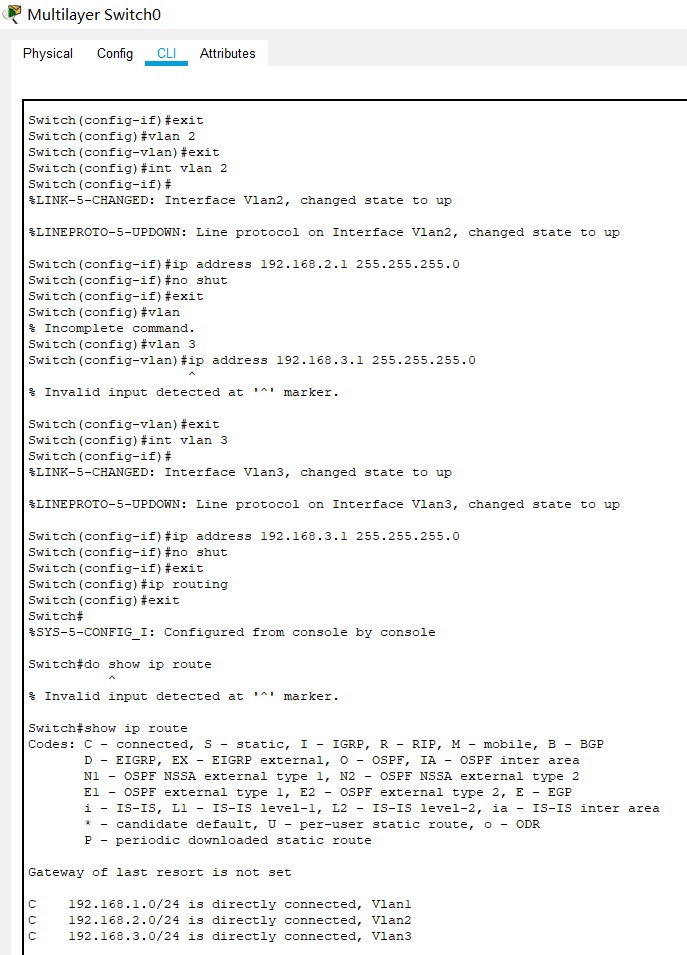 Multilayer Switch0
Physical Config CLI Attributes
Switch(config-if)#exit
Switch(config)#vlan 2
Switch(config-vlan)#exit
Switch(config)#int vlan 2
Switch(config-if)#
%LINK-5-CHANGED: Interface Vlan2, changed state to up
%LINEPROTO-5-UPDOWN: Line protocol on Interface Vlan2, changed state to up
Switch(config-if)#ip address 192.168.2.1 255.255.255.0
Switch(config-if)#no shut
Switch(config-if)#exit
Switch(config)#vlan
% Incomplete command.
Switch(config)#vlan 3
Switch(config-vlan)#ip address 192.168.3.1 255.255.255.0
^
% Invalid input detected at '^' marker.
Switch(config-vlan)#exit
Switch(config)#int vlan 3
Switch(config-if)#
%LINK-5-CHANGED: Interface Vlan3, changed state to up
%LINEPROTO-5-UPDOWN: Line protocol on Interface Vlan3, changed state to up
Switch(config-if)#ip address 192.168.3.1 255.255.255.0
Switch(config-if)#no shut
Switch(config-if)#exit
Switch(config)#ip routing
Switch(config)#exit
Switch#
%SYS-5-CONFIG_I: Configured from console by console
Switch#do show ip route
^
% Invalid input detected at '^' marker.
Switch#show ip route
Codes: C - connected, S - static, I - IGRP, R - RIP, M - mobile, B - BGP
D - EIGRP, EX - EIGRP external, O - OSPF, IA - OSPF inter area
N1 - OSPF NSSA external type 1, N2 - OSPF NSSA external type 2
E1 - OSPF external type 1, E2 - OSPF external type 2, E - EGP
i - IS-IS, L1 - IS-IS level-1, L2 - IS-IS level-2, ia - IS-IS inter area
* - candidate default, U - per-user static route, o - ODR
P - periodic downloaded static route
Gateway of last resort is not set
C 192.168.1.0/24 is directly connected, Vlan1
C 192.168.2.0/24 is directly connected, Vlan2
C 192.168.3.0/24 is directly connected, Vlan3